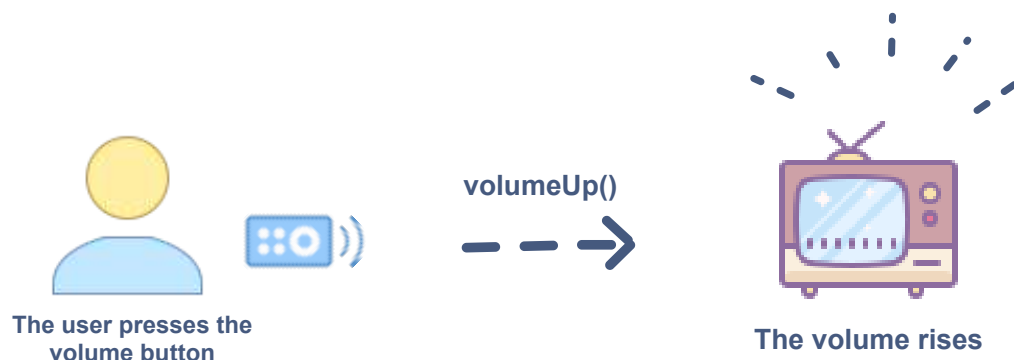 volumeUp()
The user presses the
volume button
The volume rises